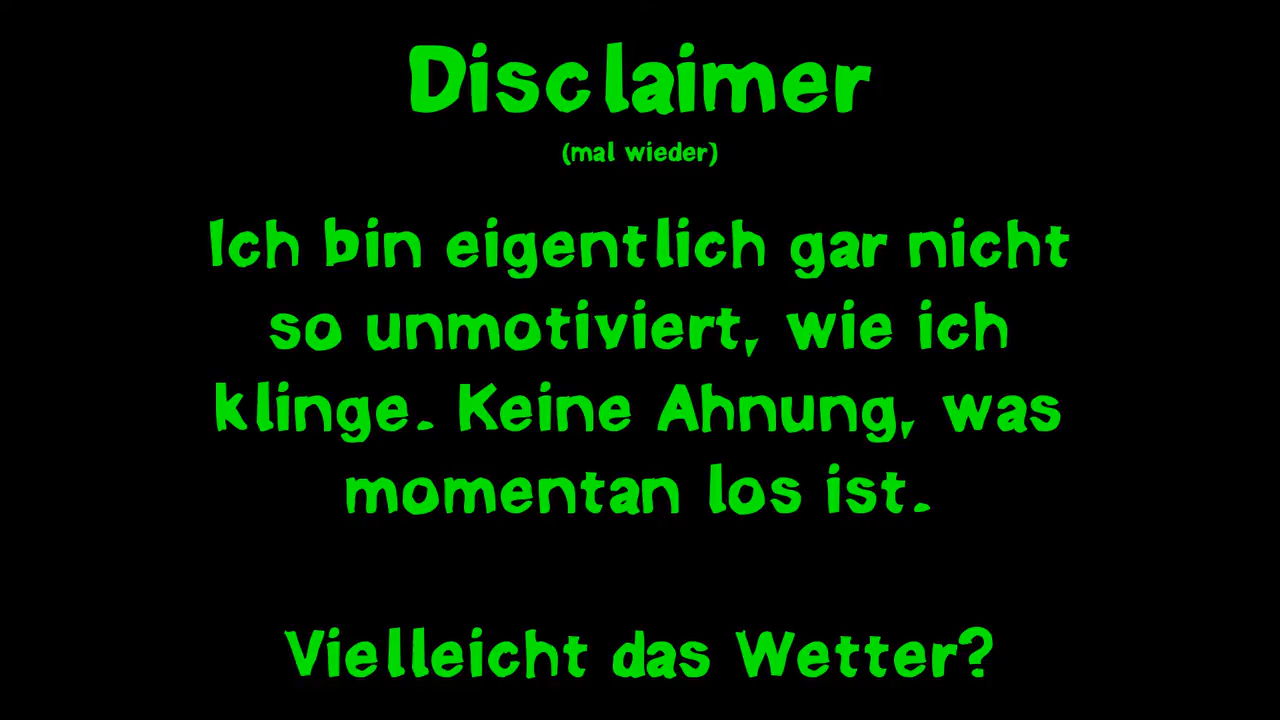 Disclaimer
(mal wieder)
Ich bin eigentlich gar nicht
so unmotiviert, wie ich
klinge. Keine Ahnung, was
momentan los ist.
Vielleicht das Wetter?